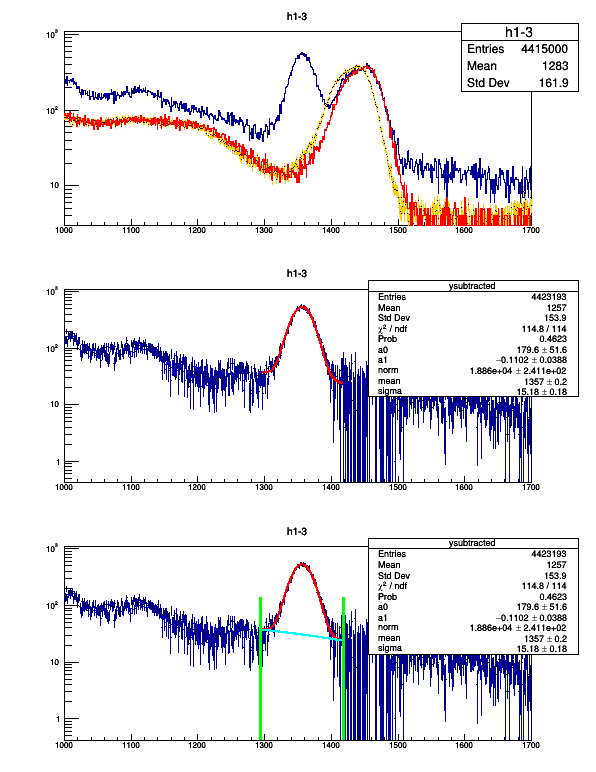 h1-3
h1-3
Entries 4415000
Mean 1283
Std Dev 161.9
10³
10²
10
1000 1100 1200 1300 1400 1500 1600 1700
h1-3
ysubtracted
Entries 4423193
Mean 1257
Std Dev 153.9
χ² / ndf 114.8 / 114
Prob 0.4623
a0 179.6 ± 51.6
a1 −0.1102 ± 0.0388
norm 1.886e+04 ± 2.411e+02
mean 1357 ± 0.2
sigma 15.18 ± 0.18
10³
10²
10
1
1000 1100 1200 1300 1400 1500 1600 1700
h1-3
ysubtracted
Entries 4423193
Mean 1257
Std Dev 153.9
χ² / ndf 114.8 / 114
Prob 0.4623
a0 179.6 ± 51.6
a1 −0.1102 ± 0.0388
norm 1.886e+04 ± 2.411e+02
mean 1357 ± 0.2
sigma 15.18 ± 0.18
10³
10²
10
1
1000 1100 1200 1300 1400 1500 1600 1700